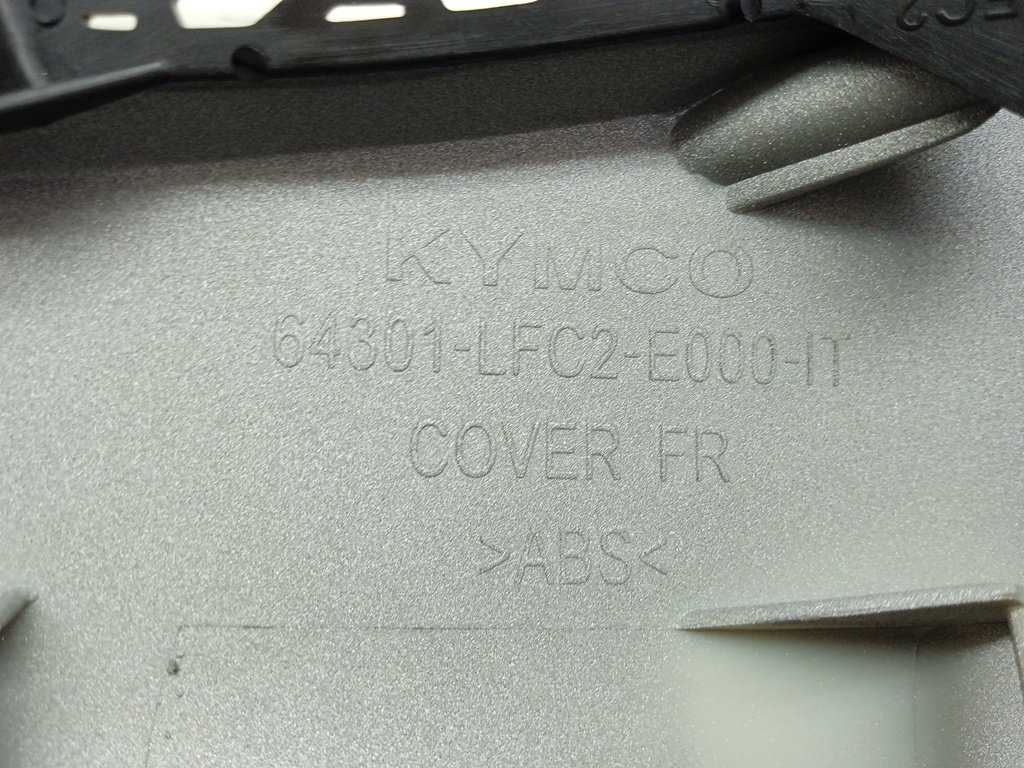 KYMCO
64301-LFC2-E000-IT
COVER FR
>ABS<